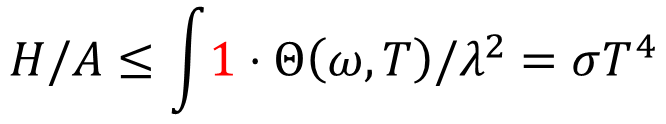 H/A ≤ ∫1 · Θ(ω, T)/λ² = σT⁴